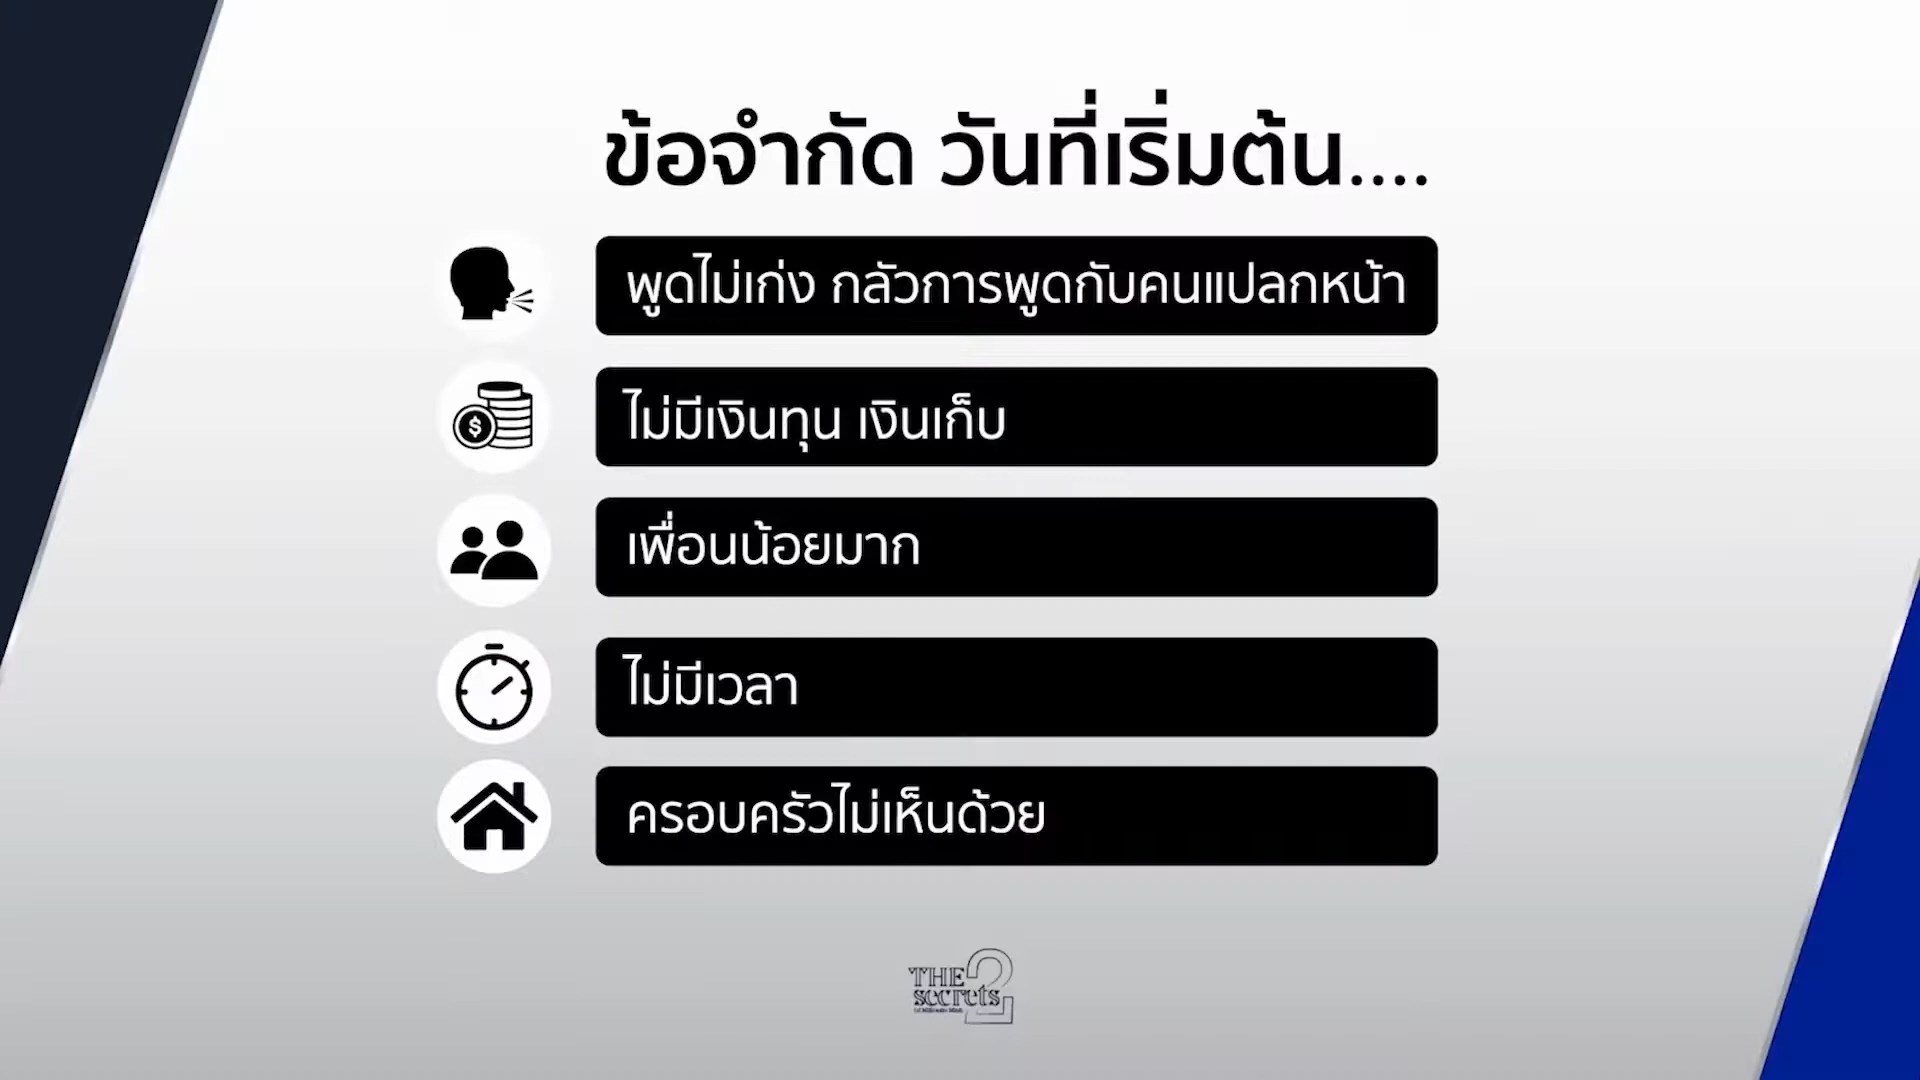 ข้อจำกัด วันที่เริ่มต้น....
พูดไม่เก่ง กลัวการพูดกับคนแปลกหน้า
ไม่มีเงินทุน เงินเก็บ
เพื่อนน้อยมาก
ไม่มีเวลา
ครอบครัวไม่เห็นด้วย
THE 2
secrets